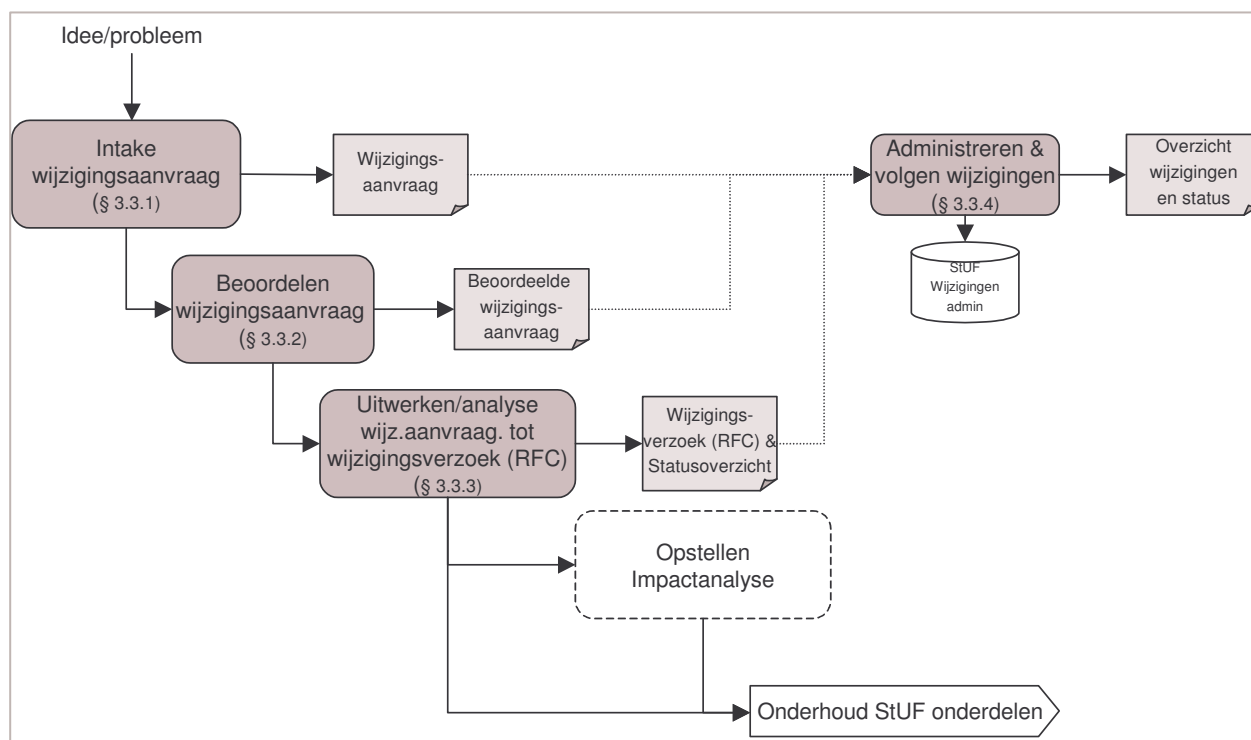 Idee/probleem
Intake
wijzigingsaanvraag
(§ 3.3.1)
Wijzigings-
aanvraag
Administreren &
volgen wijzigingen
(§ 3.3.4)
Overzicht
wijzigingen
en status
StUF
Wijzigingen
admin
Beoordelen
wijzigingsaanvraag
(§ 3.3.2)
Beoordeelde
wijzigings-
aanvraag
Uitwerken/analyse
wijz.aanvraag. tot
wijzigingsverzoek (RFC)
(§ 3.3.3)
Wijzigings-
verzoek (RFC) &
Statusoverzicht
Opstellen
Impactanalyse
Onderhoud StUF onderdelen